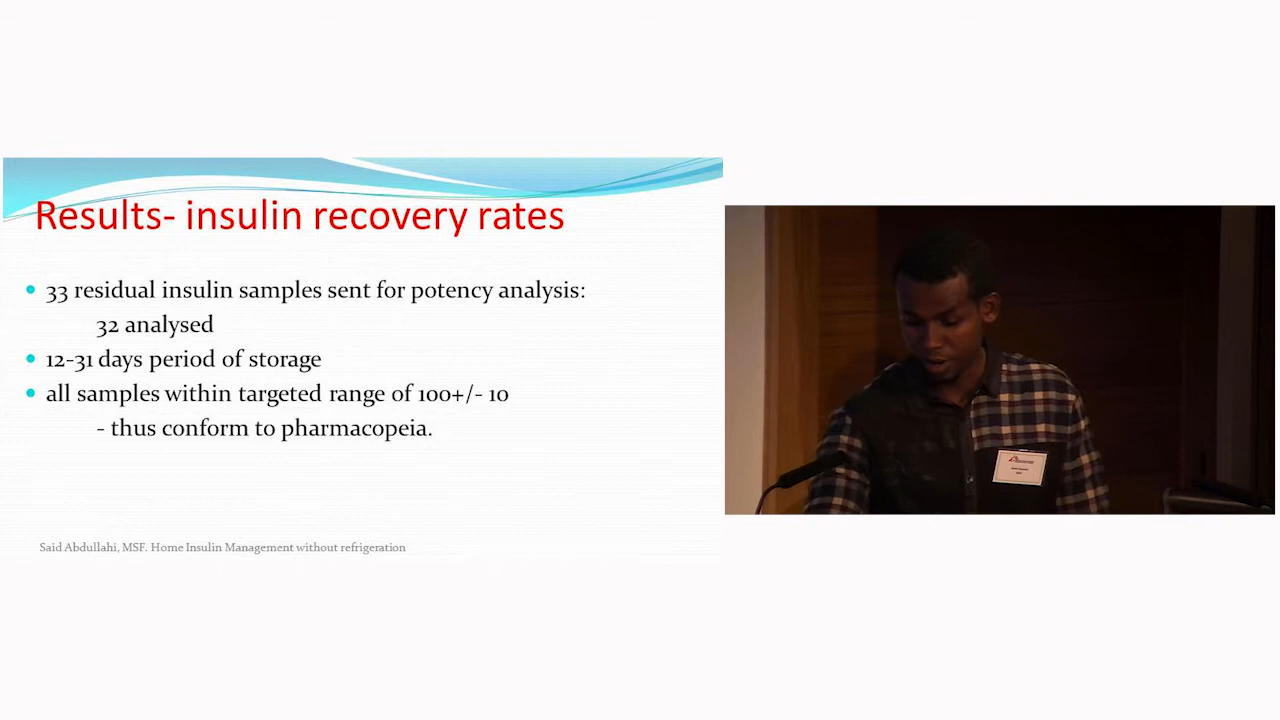 Results- insulin recovery rates
33 residual insulin samples sent for potency analysis:
32 analysed
12-31 days period of storage
all samples within targeted range of 100+/- 10
- thus conform to pharmacopeia.
Said Abdullahi, MSF. Home Insulin Management without refrigeration